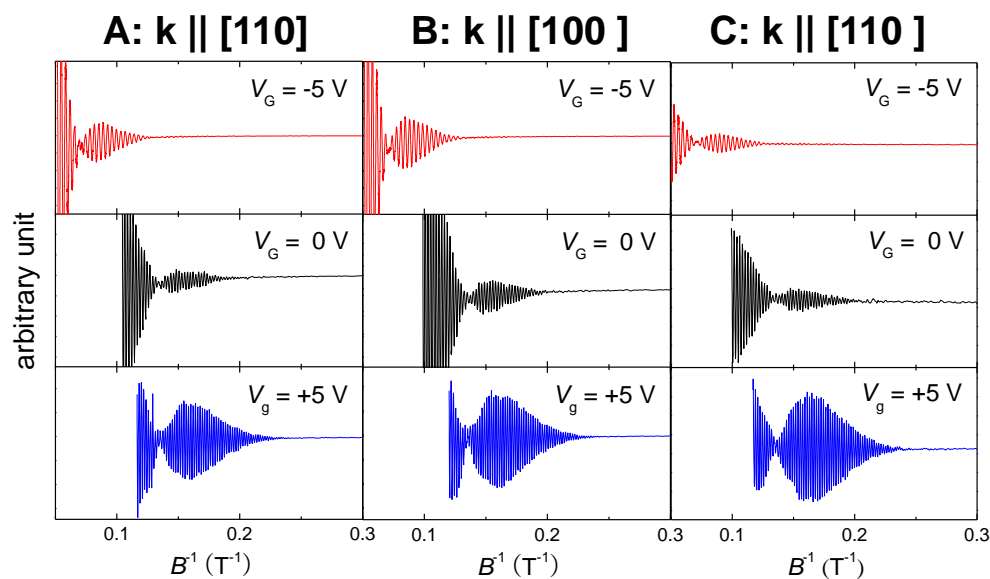 A: k || [110] B: k || [100 ] C: k || [110 ]
V_G = -5 V V_G = -5 V V_G = -5 V
V_G = 0 V V_G = 0 V V_G = 0 V
arbitrary unit
V_g = +5 V V_g = +5 V V_g = +5 V
0.1 0.2 0.1 0.2 0.3 0.1 0.2 0.3
B⁻¹ (T⁻¹) B⁻¹ (T⁻¹) B⁻¹ (T⁻¹)